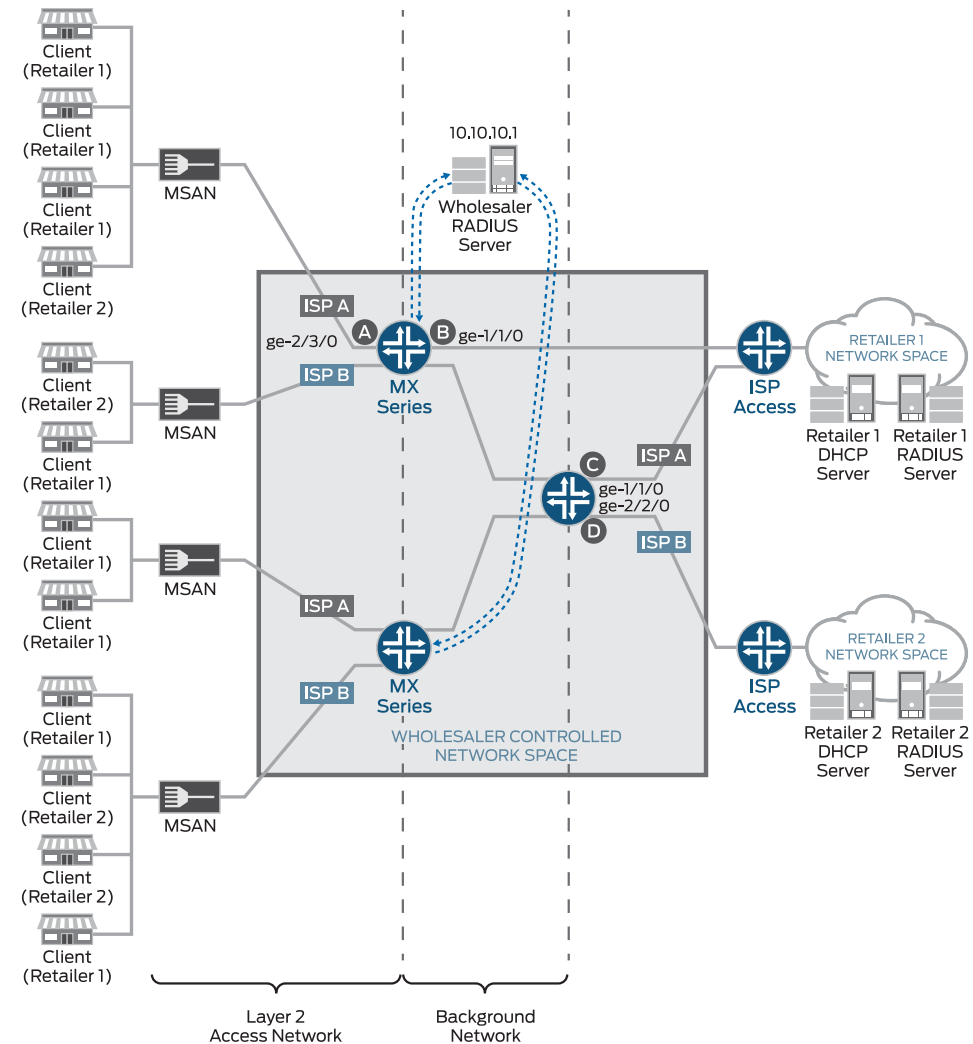 Client
(Retailer 1)
Client
(Retailer 1)
Client
(Retailer 1)
Client
(Retailer 2)
MSAN
Client
(Retailer 2)
Client
(Retailer 1)
MSAN
Client
(Retailer 1)
Client
(Retailer 1)
MSAN
Client
(Retailer 1)
Client
(Retailer 2)
Client
(Retailer 2)
Client
(Retailer 1)
MSAN
10.10.10.1
Wholesaler
RADIUS
Server
ISP A
A
B
ge-2/3/0
ge-1/1/0
ISP B
MX
Series
C
ISP A
ge-1/1/0
ge-2/2/0
D
ISP B
ISP A
ISP B
MX
Series
WHOLESALER CONTROLLED
NETWORK SPACE
ISP
Access
RETAILER 1
NETWORK SPACE
Retailer 1
DHCP
Server
Retailer 1
RADIUS
Server
ISP
Access
RETAILER 2
NETWORK SPACE
Retailer 2
DHCP
Server
Retailer 2
RADIUS
Server
Layer 2
Access Network
Background
Network